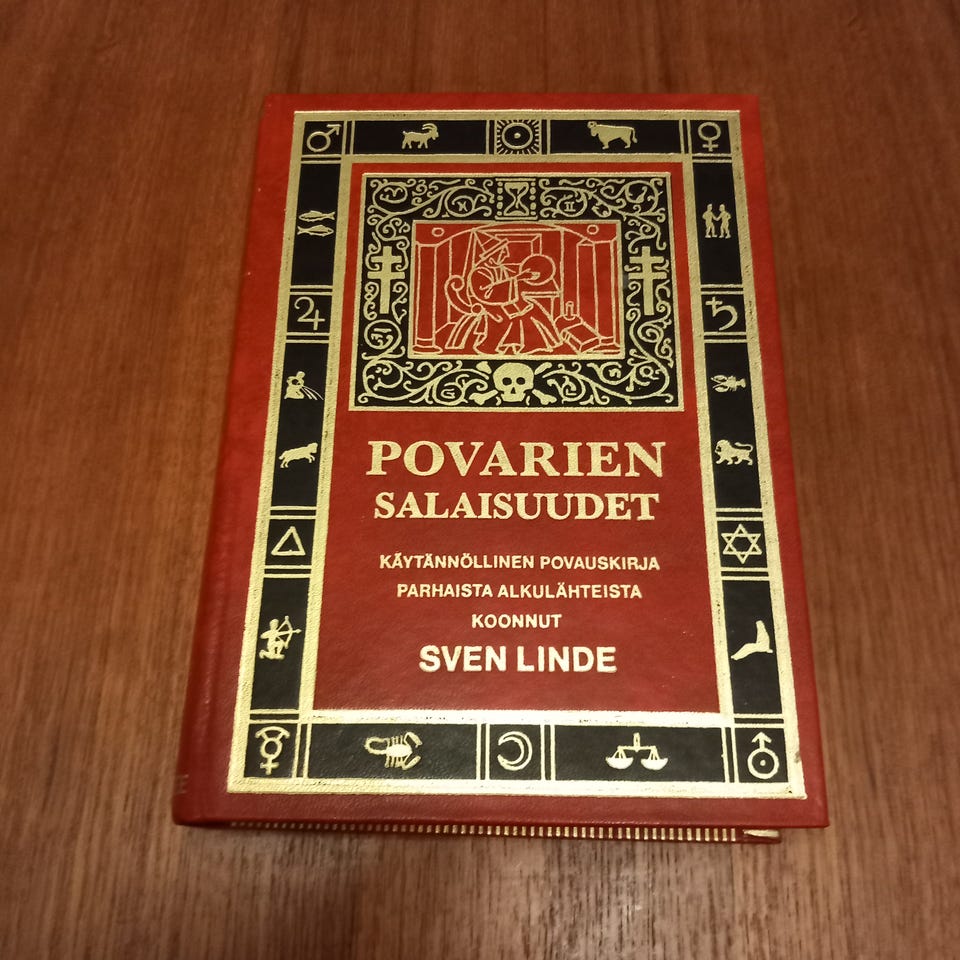 POVARIEN
SALAISUUDET
KÄYTÄNNÖLLINEN POVAUSKIRJA
PARHAISTA ALKULÄHTEISTA
KOONNUT
SVEN LINDE